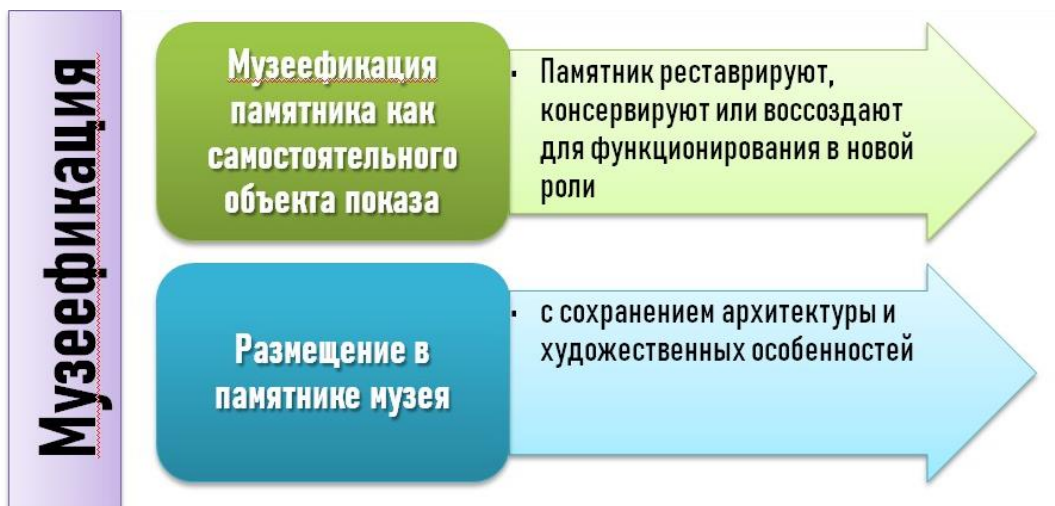 Музеефикация
Музеефикация
памятника как
самостоятельного
объекта показа
▪ Памятник реставрируют,
консервируют или воссоздают
для функционирования в новой
роли
Размещение в
памятнике музея
▪ с сохранением архитектуры и
художественных особенностей